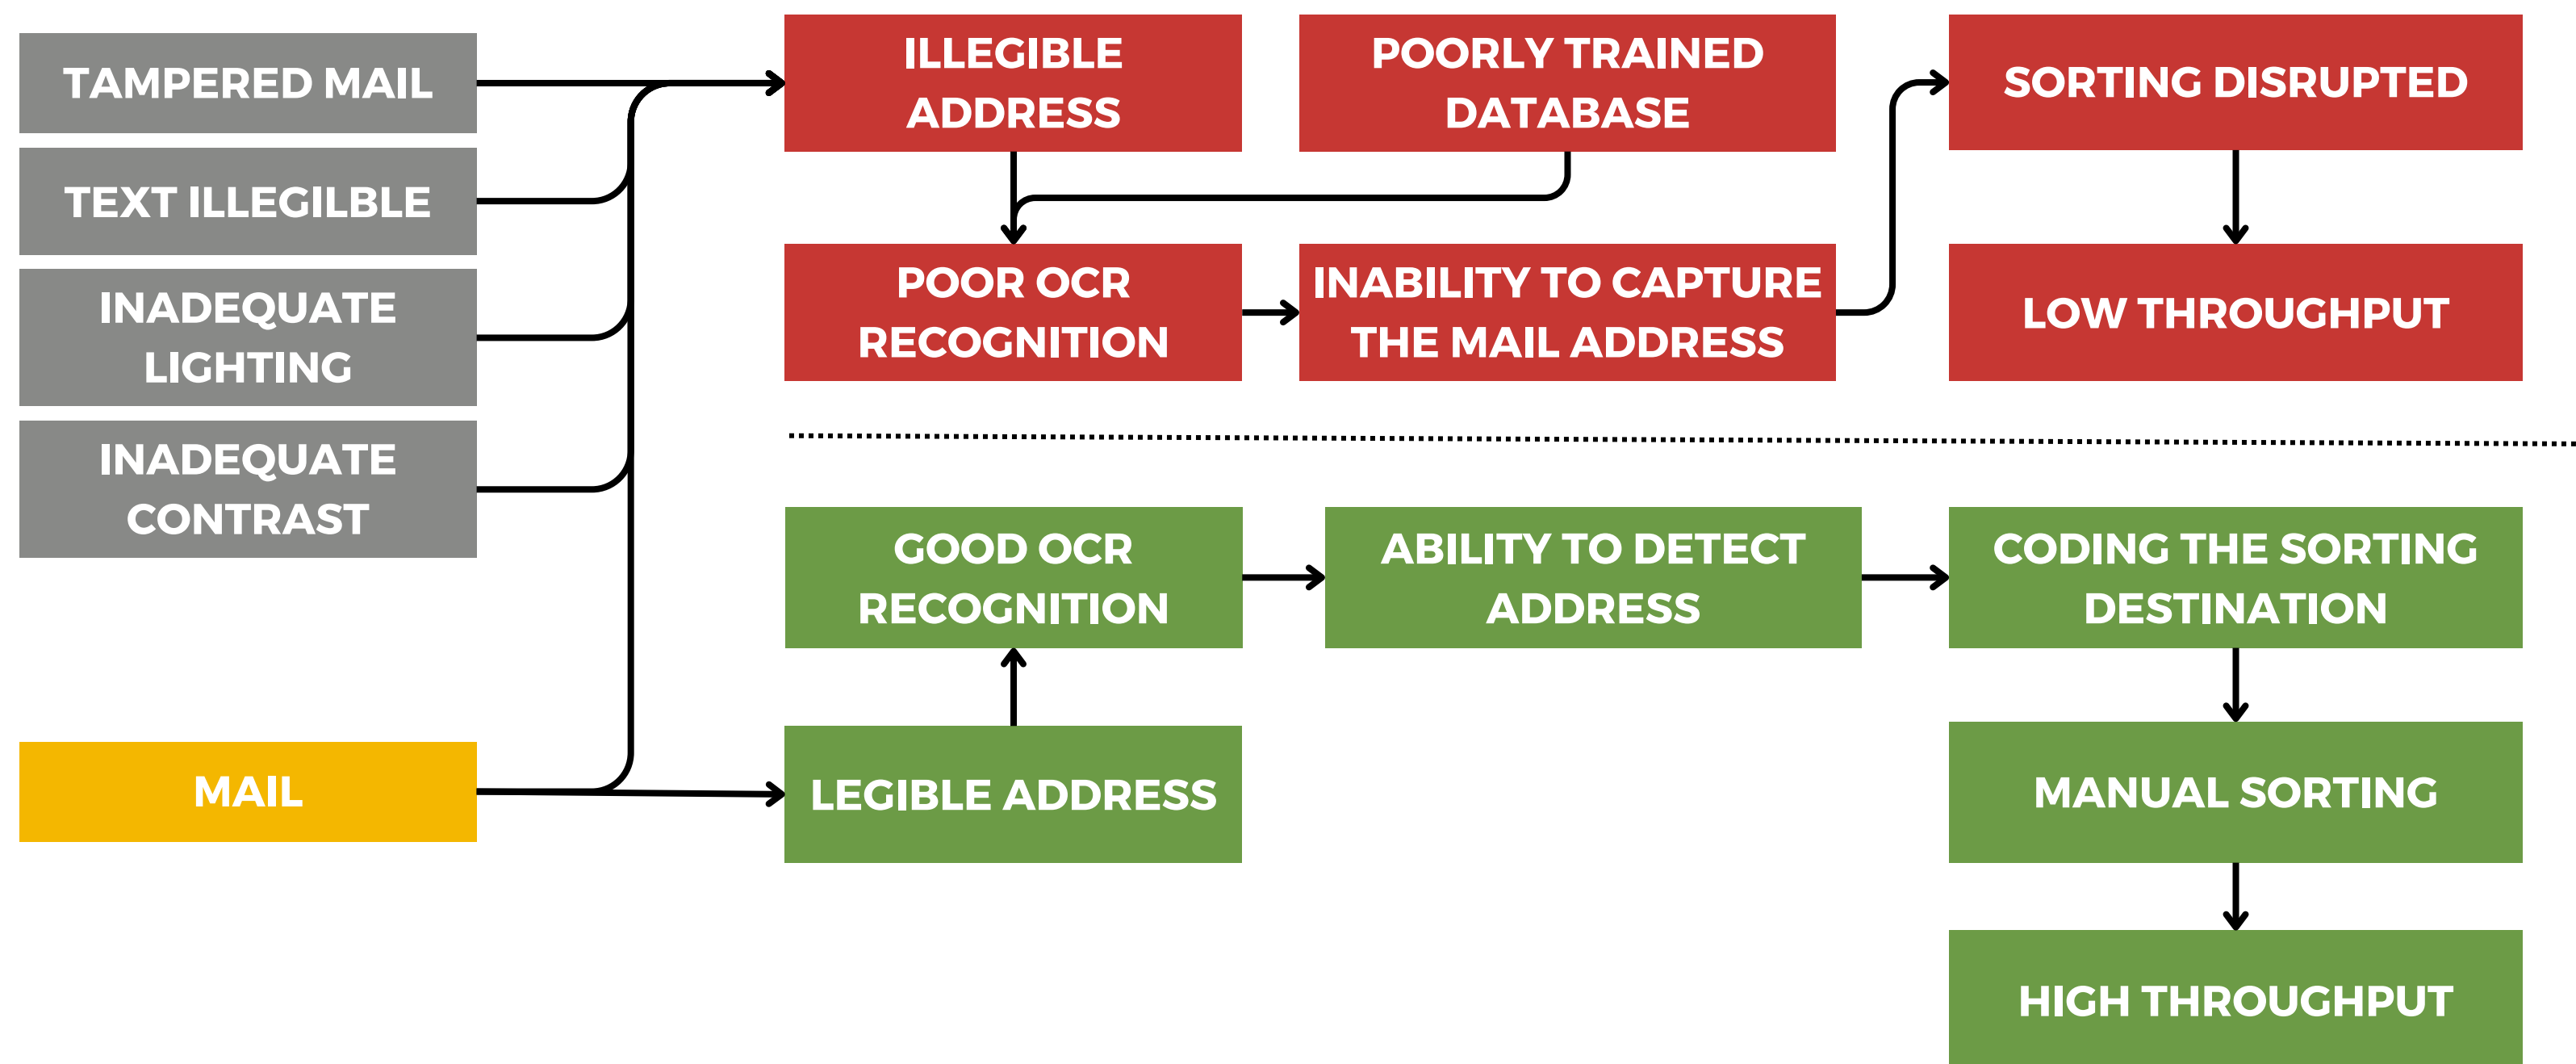 TAMPERED MAIL
TEXT ILLEGILBLE
INADEQUATE
LIGHTING
INADEQUATE
CONTRAST
MAIL
ILLEGIBLE
ADDRESS
POORLY TRAINED
DATABASE
SORTING DISRUPTED
POOR OCR
RECOGNITION
INABILITY TO CAPTURE
THE MAIL ADDRESS
LOW THROUGHPUT
GOOD OCR
RECOGNITION
ABILITY TO DETECT
ADDRESS
CODING THE SORTING
DESTINATION
LEGIBLE ADDRESS
MANUAL SORTING
HIGH THROUGHPUT